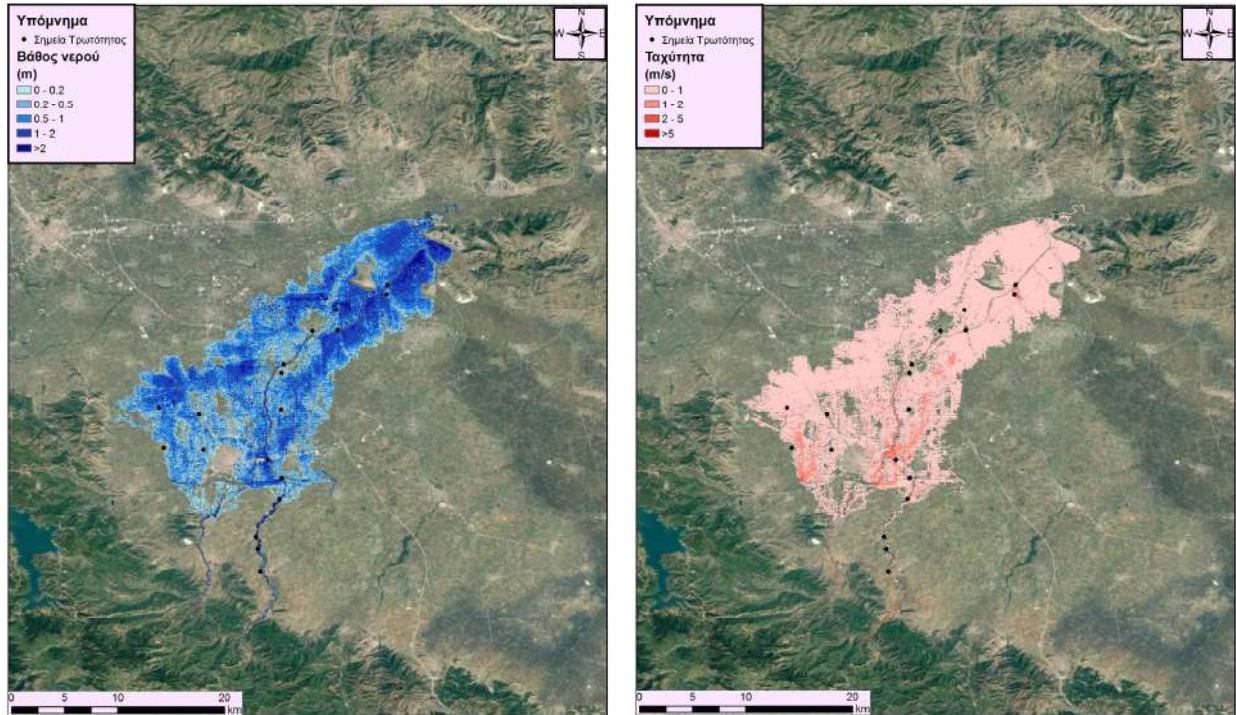 Υπόμνημα
Σημεία Τρωτότητας
Βάθος νερού
(m)
0 - 0.2
0.2 - 0.5
0.5 - 1
1 - 2
>2
N
W E
S
0 5 10 20
km
Υπόμνημα
Σημεία Τρωτότητας
Ταχύτητα
(m/s)
0 - 1
1 - 2
2 - 5
>5
N
W E
S
0 5 10 20
km